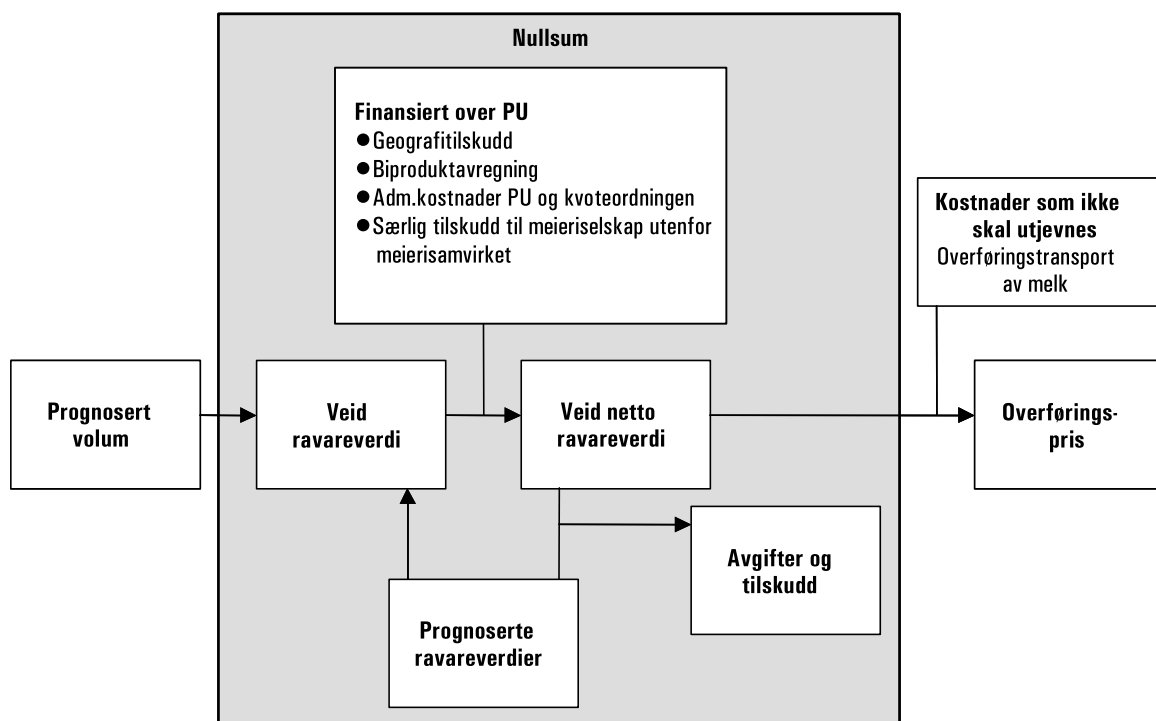 Nullsum
Finansiert over PU
●Geografitilskudd
●Biproduktavregning
●Adm.kostnader PU og kvoteordningen
●Særlig tilskudd til meieriselskap utenfor
meierisamvirket
Kostnader som ikke
skal utjevnes
Overføringstransport
av melk
Prognosert
volum
Veid
ravareverdi
Veid netto
ravareverdi
Overførings-
pris
Avgifter og
tilskudd
Prognoserte
ravareverdier